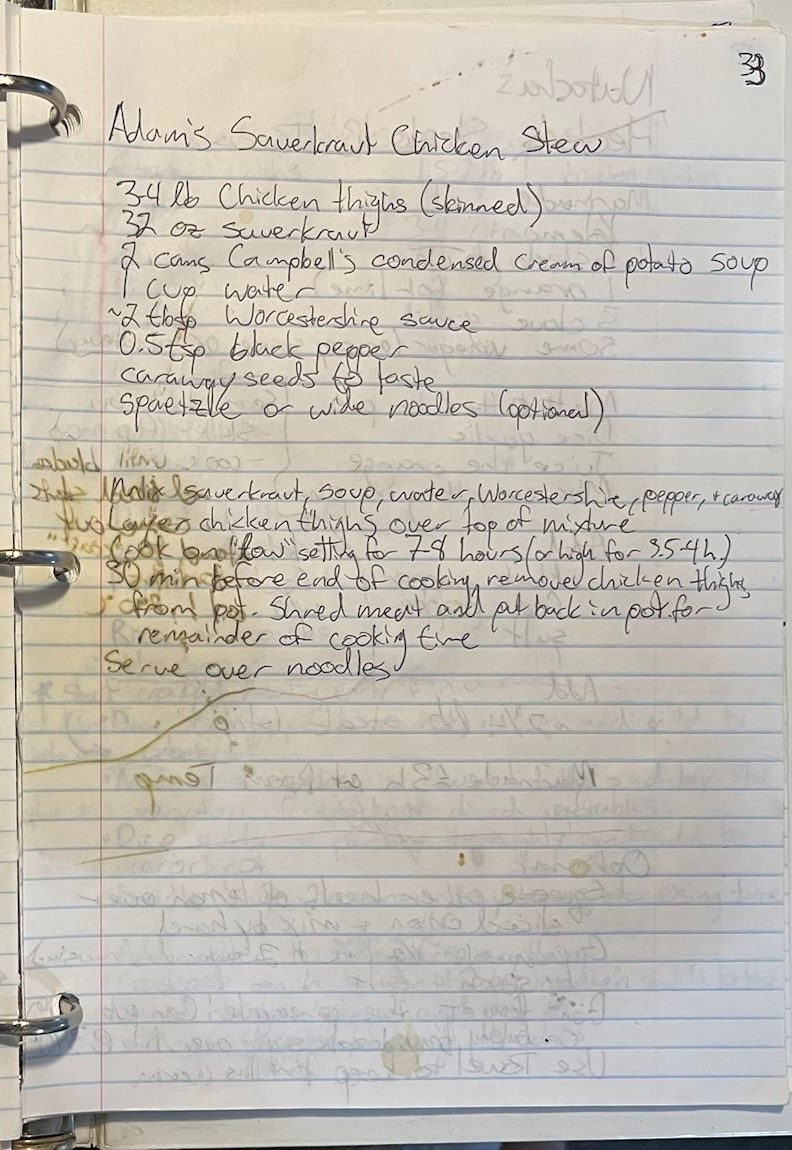 33
Adam's Sauerkraut Chicken Stew
3-4 lb Chicken thighs (skinned)
32 oz sauerkraut
2 cans Campbell's condensed cream of potato soup
1 cup water
~2 tbsp Worcestershire sauce
0.5 tsp black pepper
caraway seeds to taste
spaetzle or wide noodles (optional)
Mix sauerkraut, soup, water, Worcestershire, pepper, + caraway
Layer chicken thighs over top of mixture
Cook on "low" setting for 7-8 hours (or high for 3.5-4h.)
30 min before end of cooking, remove chicken thighs
from pot. Shred meat and put back in pot for
remainder of cooking time
Serve over noodles